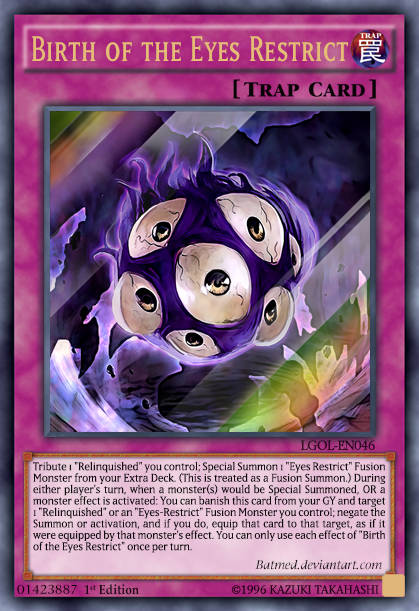 BIRTH OF THE EYES RESTRICT
TRAP
罠
[TRAP CARD]
LGOL-EN046
Tribute 1 "Relinquished" you control; Special Summon 1 "Eyes Restrict" Fusion
Monster from your Extra Deck. (This is treated as a Fusion Summon.) During
either player's turn, when a monster(s) would be Special Summoned, OR a
monster effect is activated: You can banish this card from your GY and target
1 "Relinquished" or an "Eyes-Restrict" Fusion Monster you control; negate the
Summon or activation, and if you do, equip that card to that target, as if it
were equipped by that monster's effect. You can only use each effect of "Birth
of the Eyes Restrict" once per turn.
Batmed.deviantart.com
01423887 1st Edition ©1996 KAZUKI TAKAHASHI